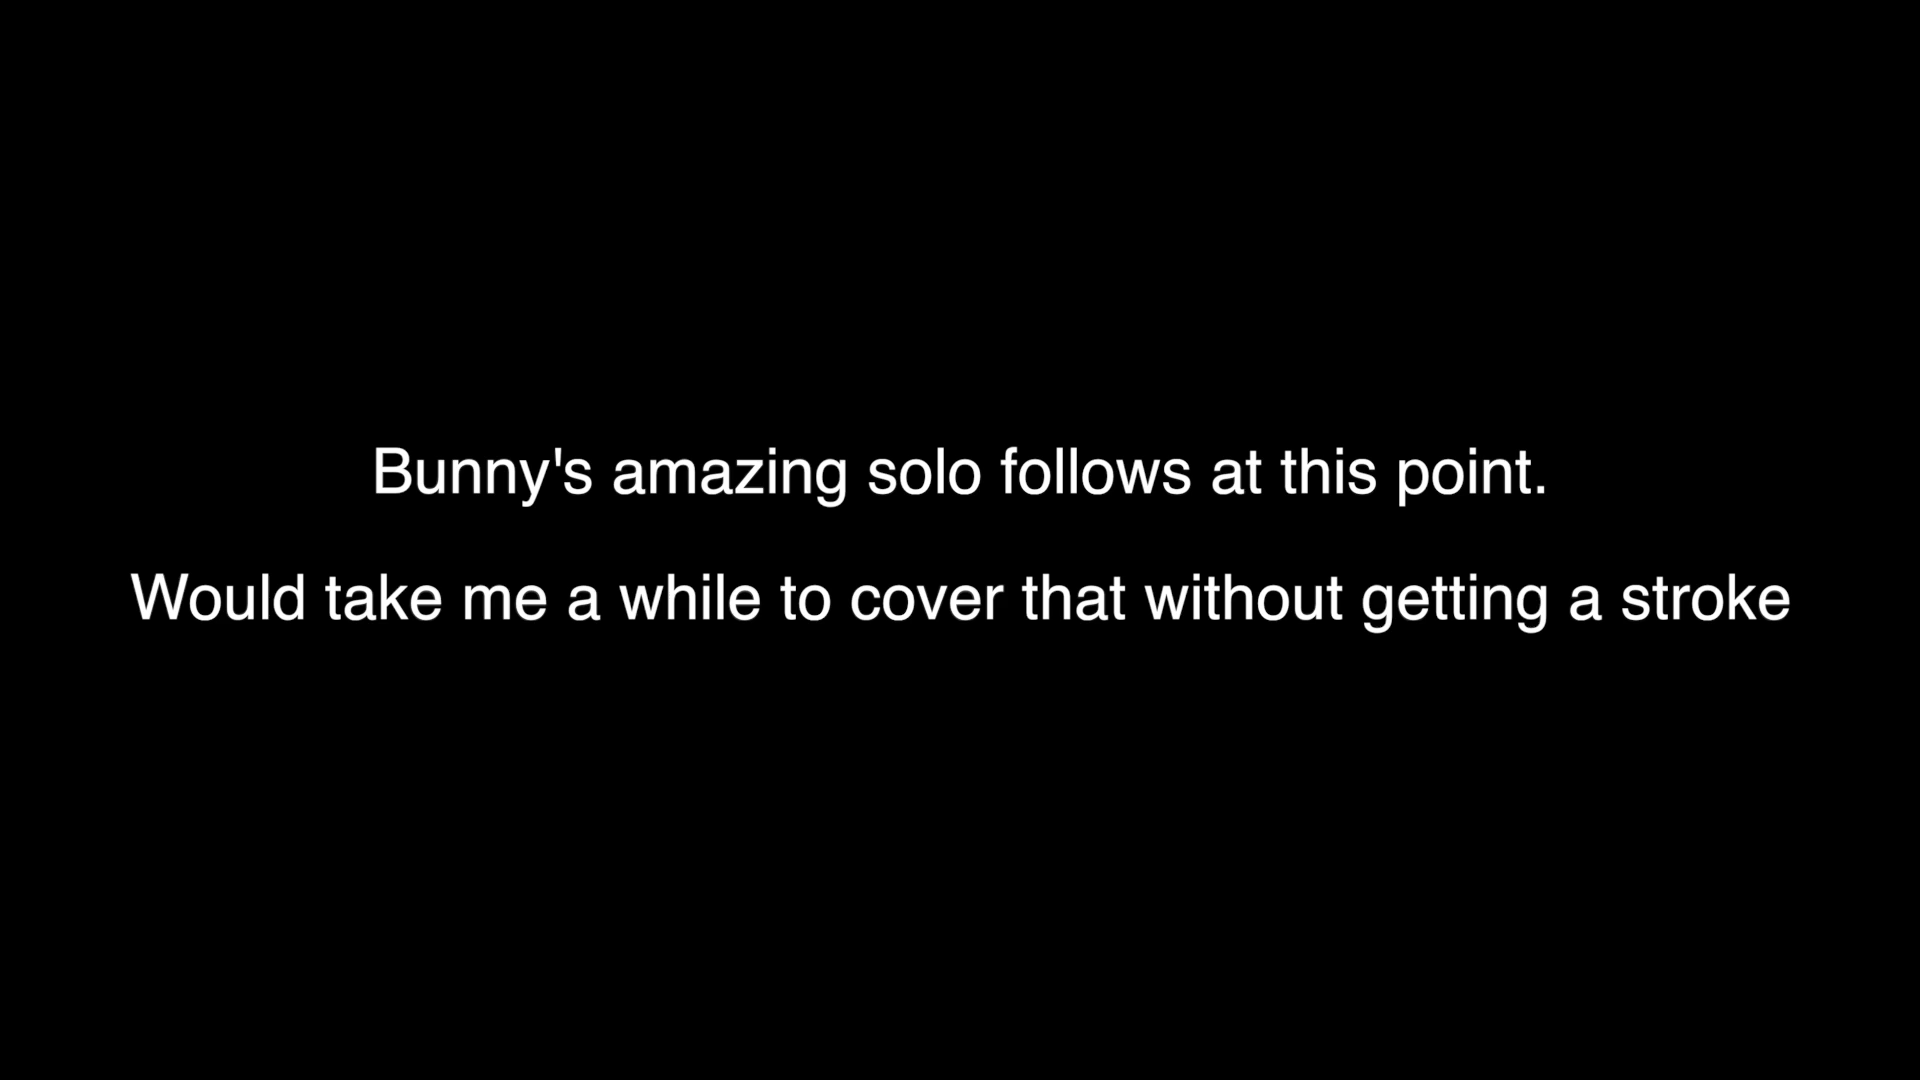 Bunny's amazing solo follows at this point.
Would take me a while to cover that without getting a stroke